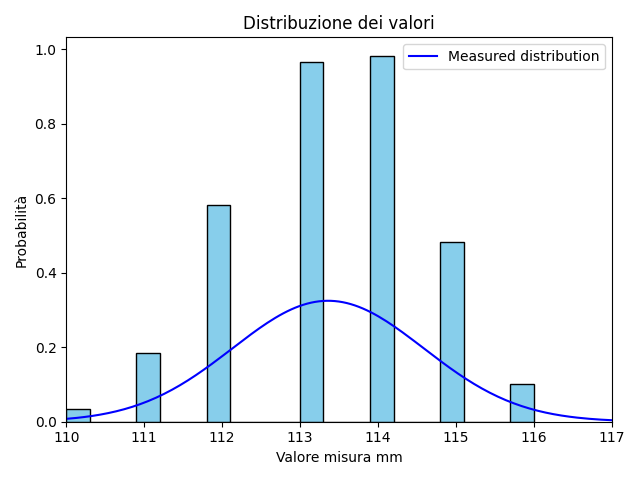 Distribuzione dei valori
Measured distribution
Probabilità
1.0
0.8
0.6
0.4
0.2
0.0
110 111 112 113 114 115 116 117
Valore misura mm